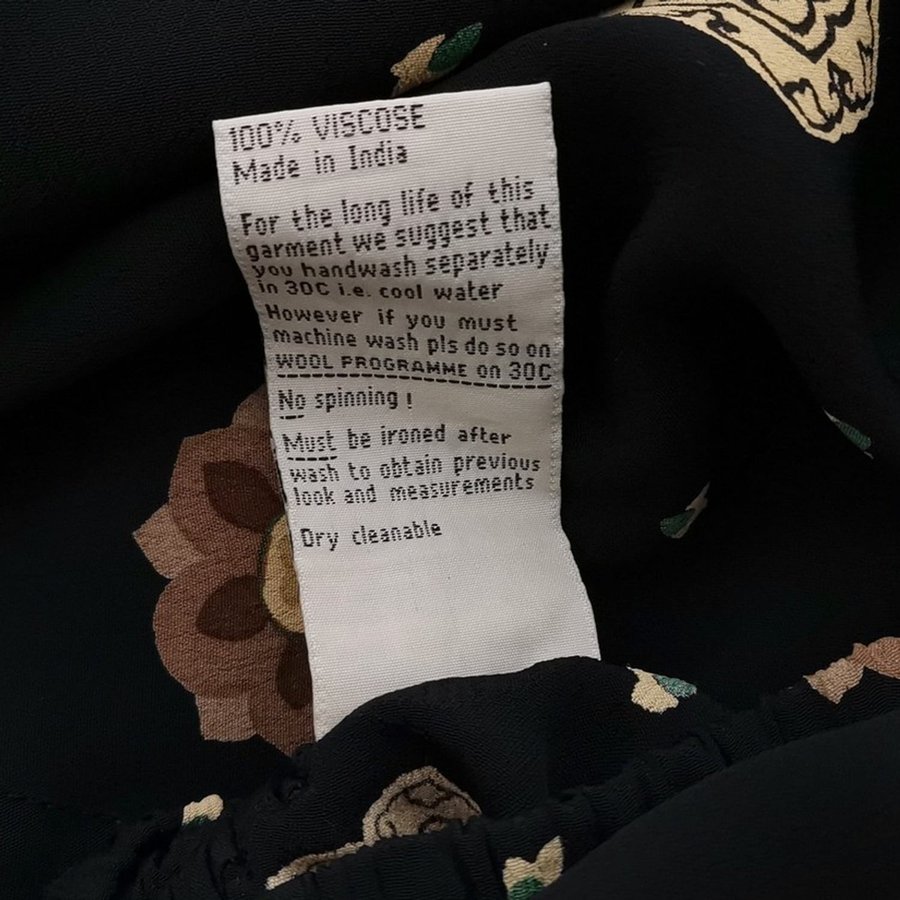 100% VISCOSE
Made in India
For the long life of this
garment we suggest that
you handwash separately
in 30C i.e. cool water
However if you must
machine wash pls do so on
WOOL PROGRAMME on 30C
No spinning !
Must be ironed after
wash to obtain previous
look and measurements
Dry cleanable